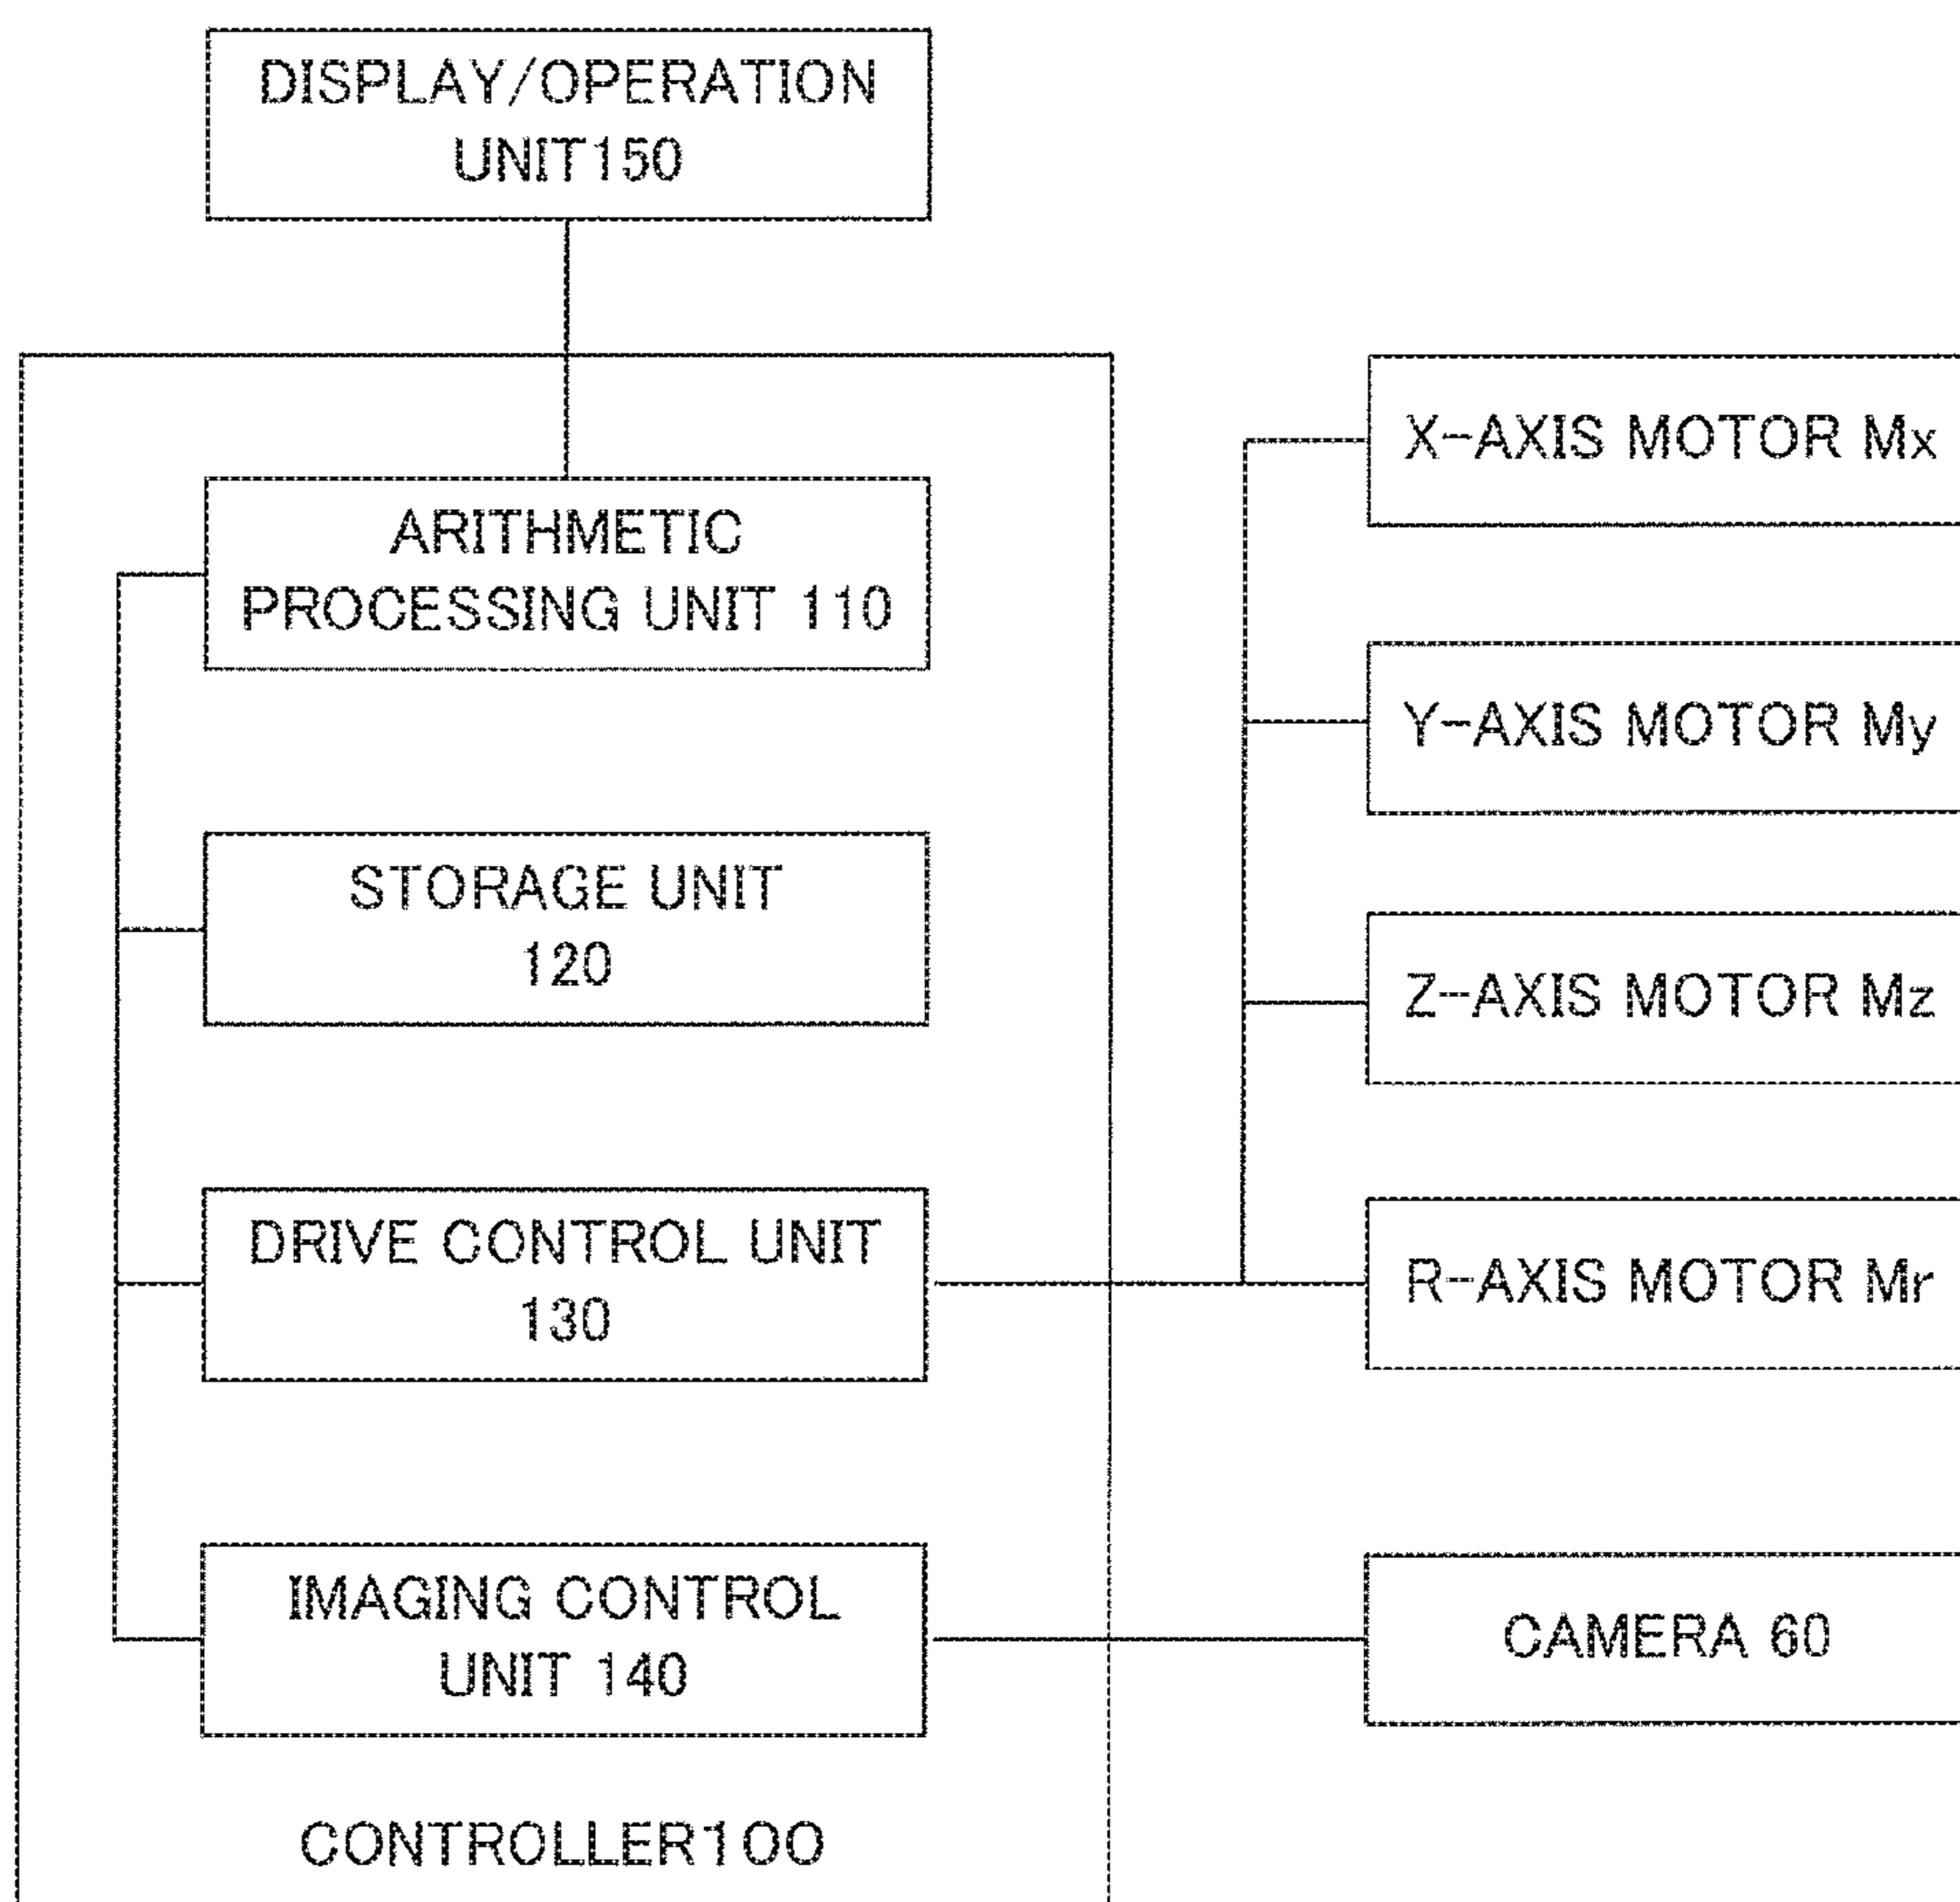 DISPLAY/OPERATION
UNIT150
ARITHMETIC
PROCESSING UNIT 110
STORAGE UNIT
120
DRIVE CONTROL UNIT
130
IMAGING CONTROL
UNIT 140
CONTROLLER100
X-AXIS MOTOR Mx
Y-AXIS MOTOR My
Z-AXIS MOTOR Mz
R-AXIS MOTOR Mr
CAMERA 60